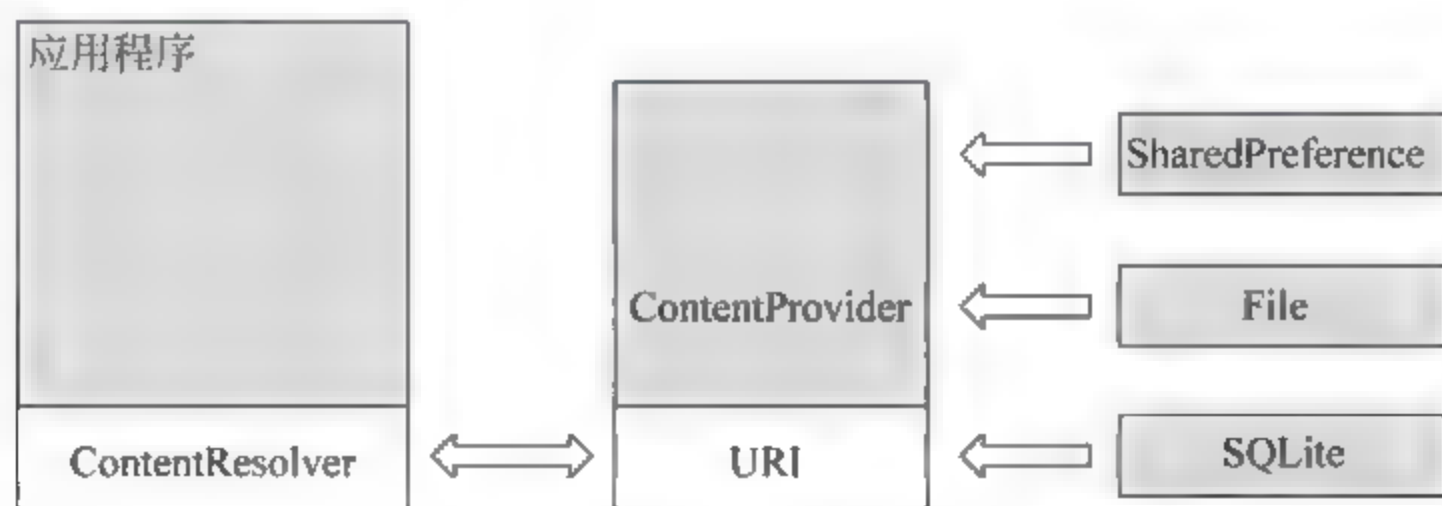 应用程序
SharedPreference
ContentProvider
File
ContentResolver
URI
SQLite